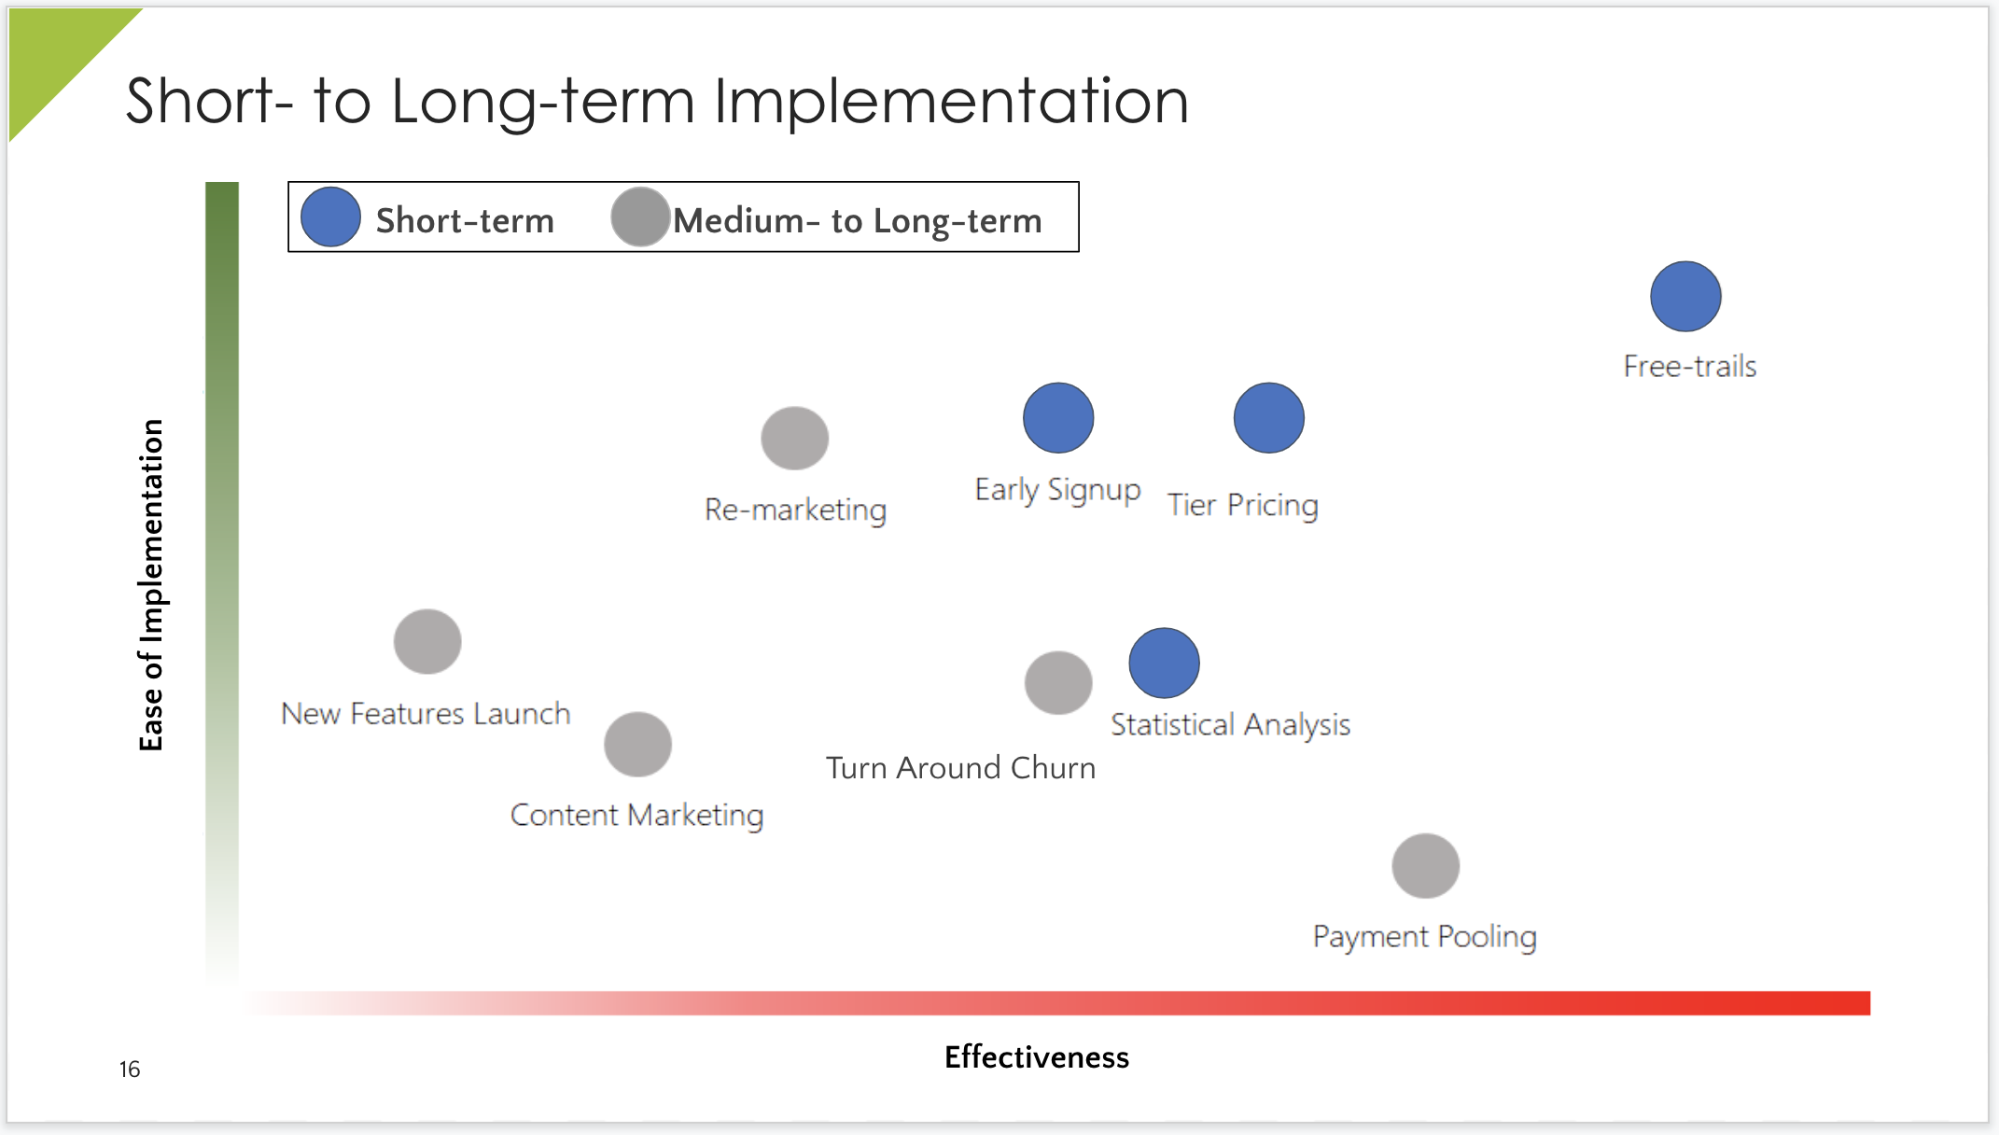 Short- to Long-term Implementation
Short-term
Medium- to Long-term
Free-trails
Early Signup
Tier Pricing
Re-marketing
New Features Launch
Statistical Analysis
Turn Around Churn
Content Marketing
Payment Pooling
Ease of Implementation
Effectiveness
16